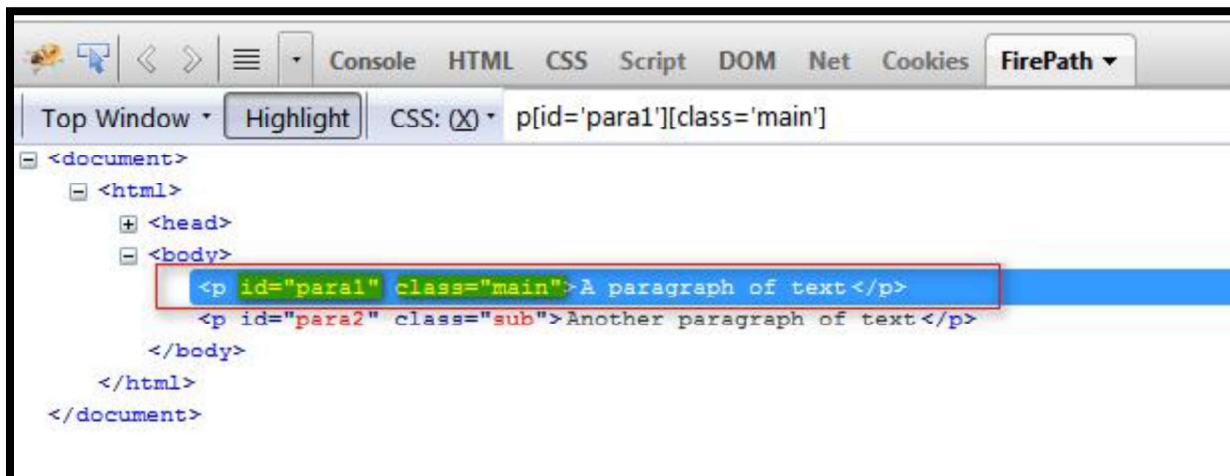 Console HTML CSS Script DOM Net Cookies FirePath
Top Window Highlight CSS: (X) p[id='para1'][class='main']
<document>
<html>
<head>
<body>
<p id="para1" class="main">A paragraph of text</p>
<p id="para2" class="sub">Another paragraph of text</p>
</body>
</html>
</document>